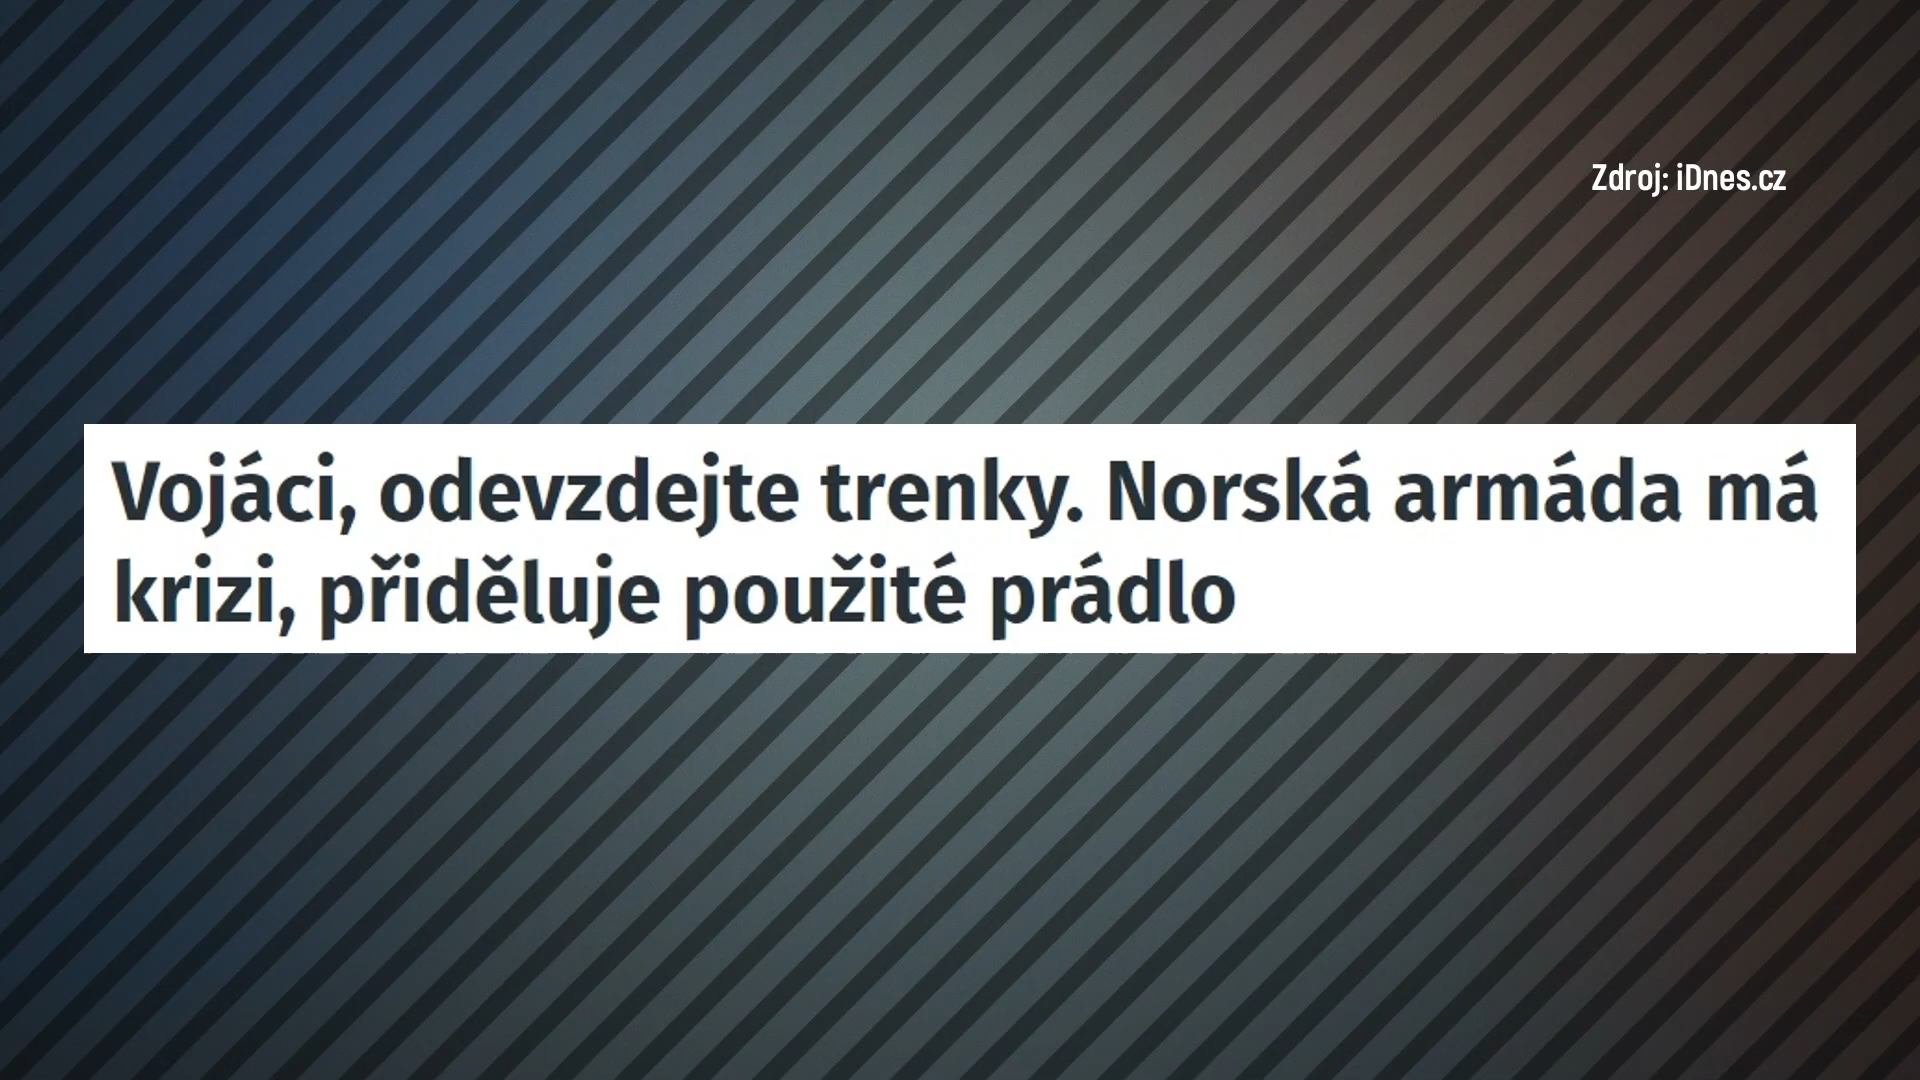 Zdroj: iDnes.cz
Vojáci, odevzdejte trenky. Norská armáda má
krizi, přiděluje použité prádlo